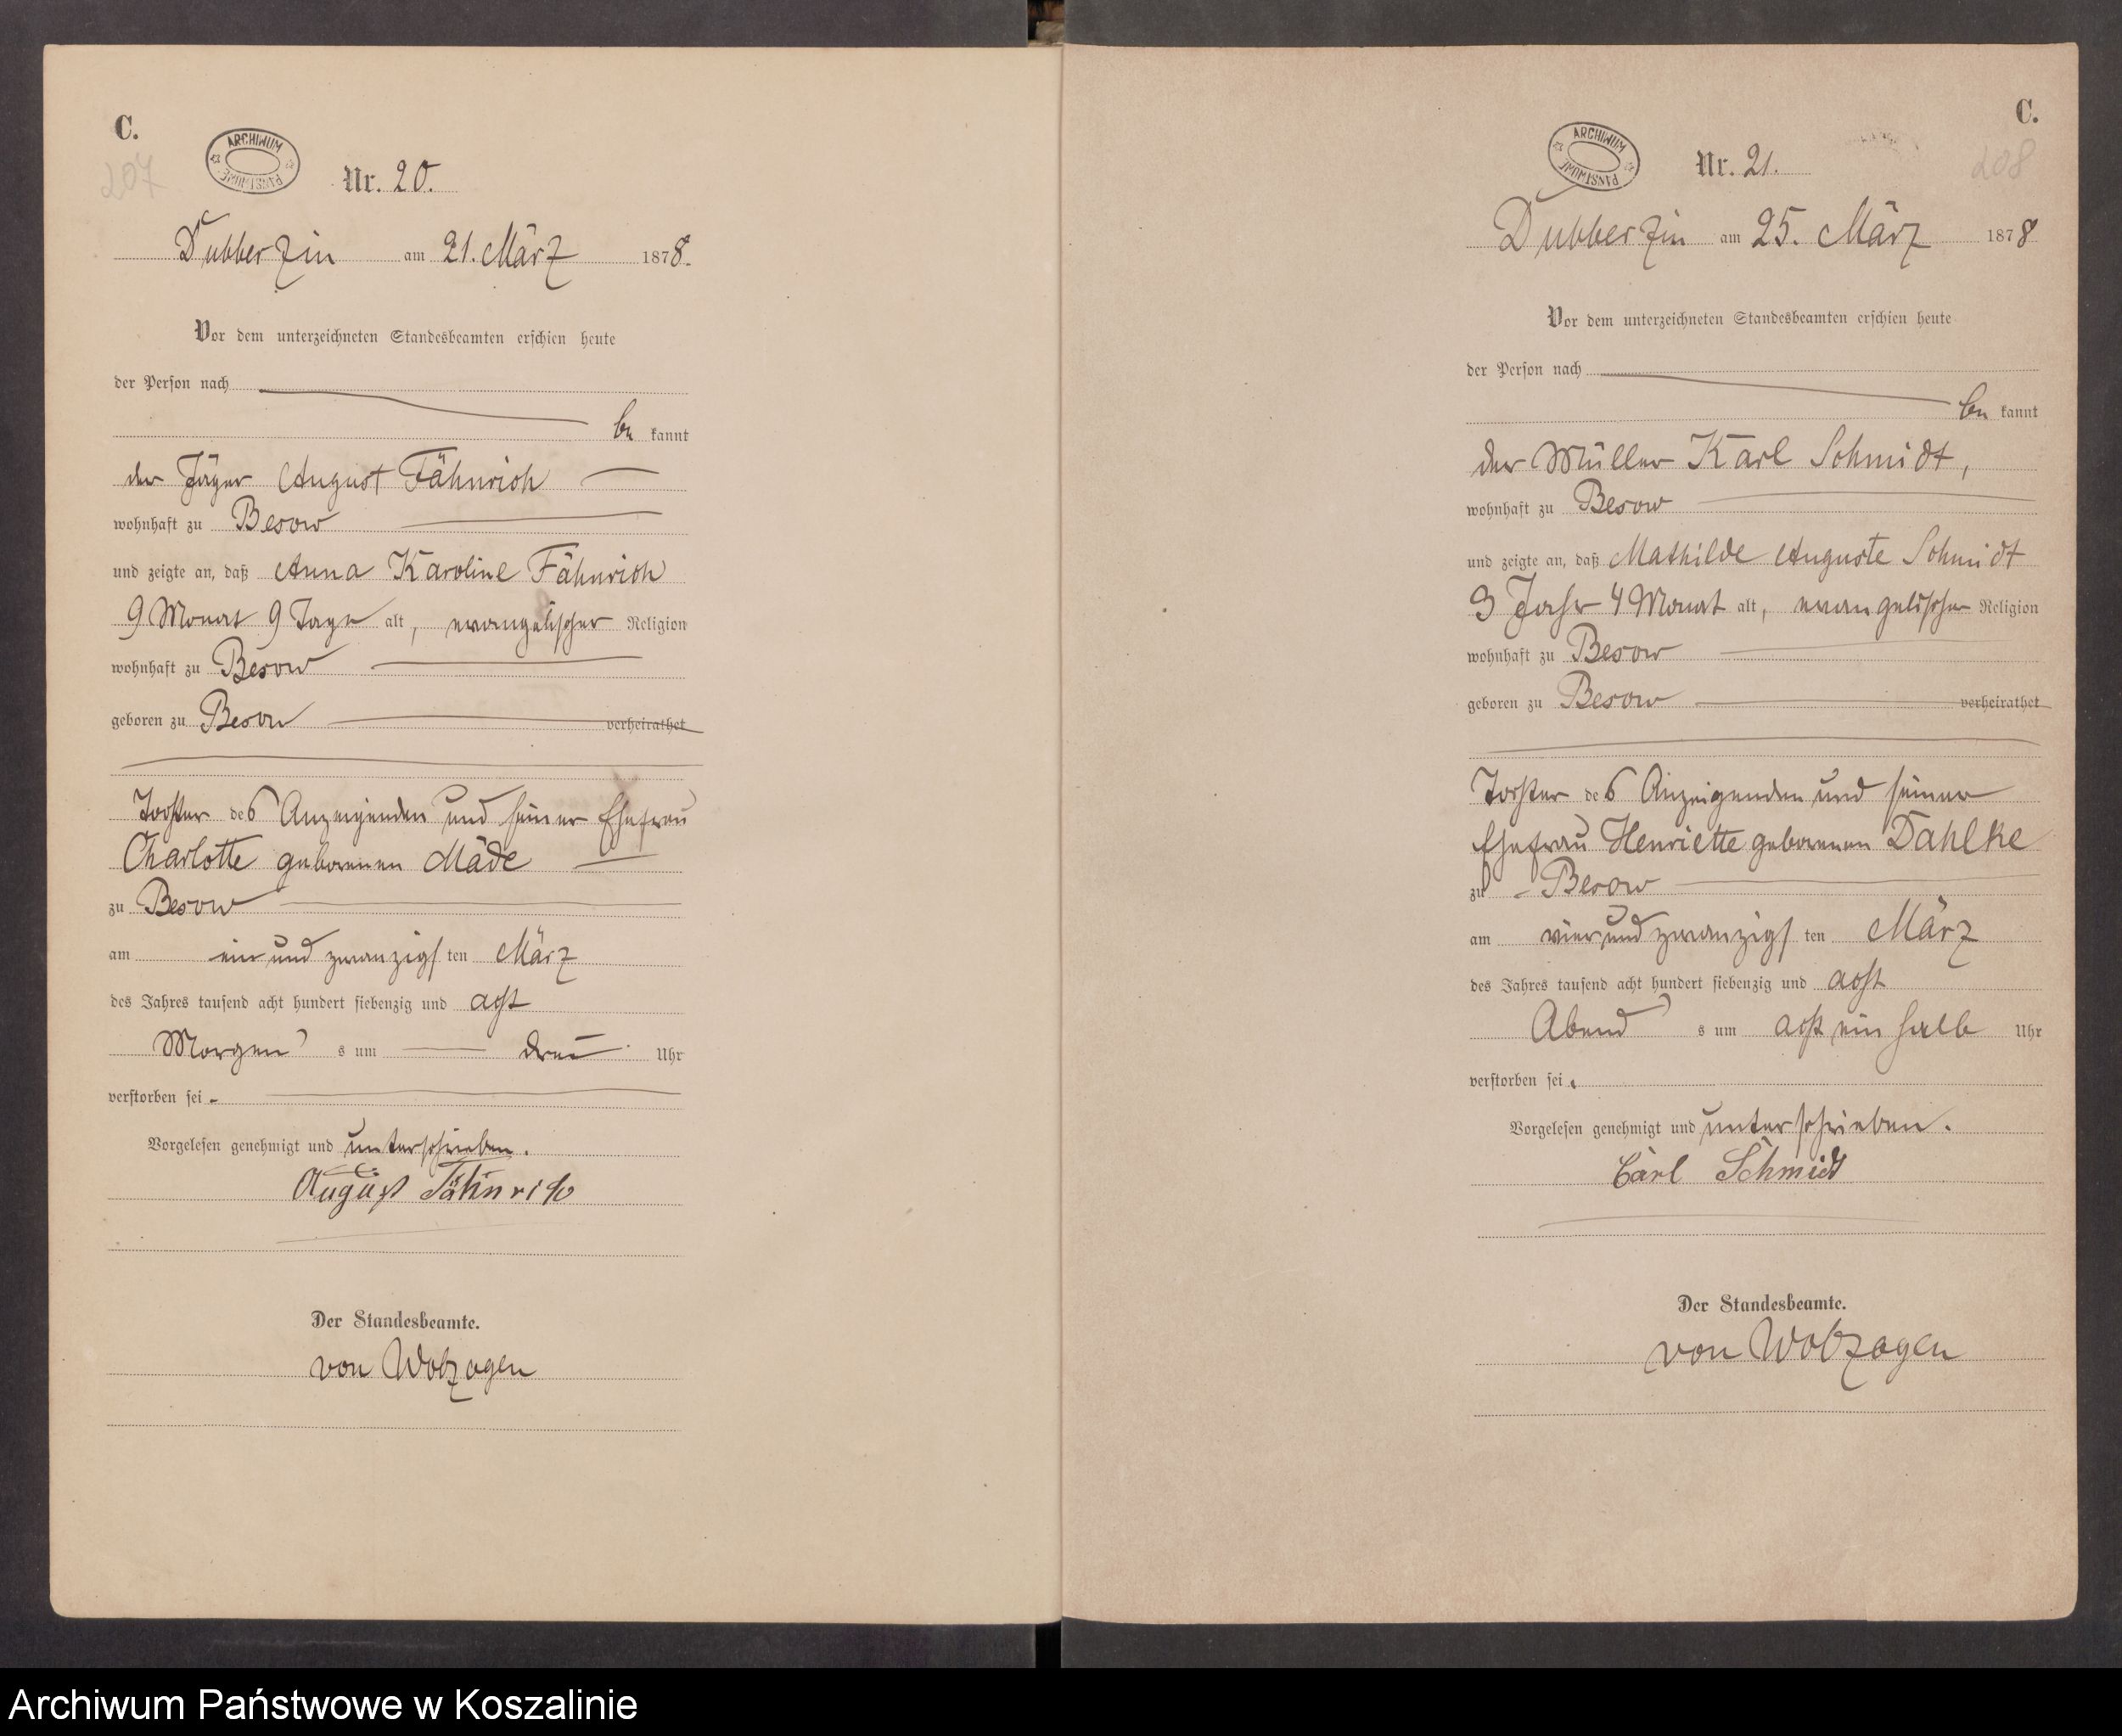 C.
ARCHIWUM PAŃSTWOWE
207
Nr. 20.
Dubberzin am 21. März 1878.
Vor dem unterzeichneten Standesbeamten erschien heute
der Person nach
be kannt
der Jäger August Fähnrich
wohnhaft zu Besow
und zeigte an, daß Anna Karoline Fähnrich
9 Monat 9 Tage alt, evangelischer Religion
wohnhaft zu Besow
geboren zu Besow verheirathet
Tochter des Anzeigenden und seiner Ehefrau
Charlotte geborenen Mäde
zu Besow
am ein und zwanzigsten März
des Jahres tausend acht hundert siebenzig und acht
Morgens um drei Uhr
verstorben sei.
Vorgelesen genehmigt und unterschrieben.
August Fähnrich
Der Standesbeamte.
von Wolzogen
C.
ARCHIWUM PAŃSTWOWE
208
Nr. 21.
Dubberzin am 25. März 1878
Vor dem unterzeichneten Standesbeamten erschien heute
der Person nach
be kannt
der Müller Karl Schmidt,
wohnhaft zu Besow
und zeigte an, daß Mathilde Auguste Schmidt
3 Jahr 4 Monat alt, evangelischer Religion
wohnhaft zu Besow
geboren zu Besow verheirathet
Tochter des Anzeigenden und seiner
Ehefrau Henriette geborenen Dahlke
zu Besow
am vier und zwanzigsten März
des Jahres tausend acht hundert siebenzig und acht
Abends um acht ein halb Uhr
verstorben sei.
Vorgelesen genehmigt und unterschrieben.
Carl Schmidt
Der Standesbeamte.
von Wolzogen
Archiwum Państwowe w Koszalinie